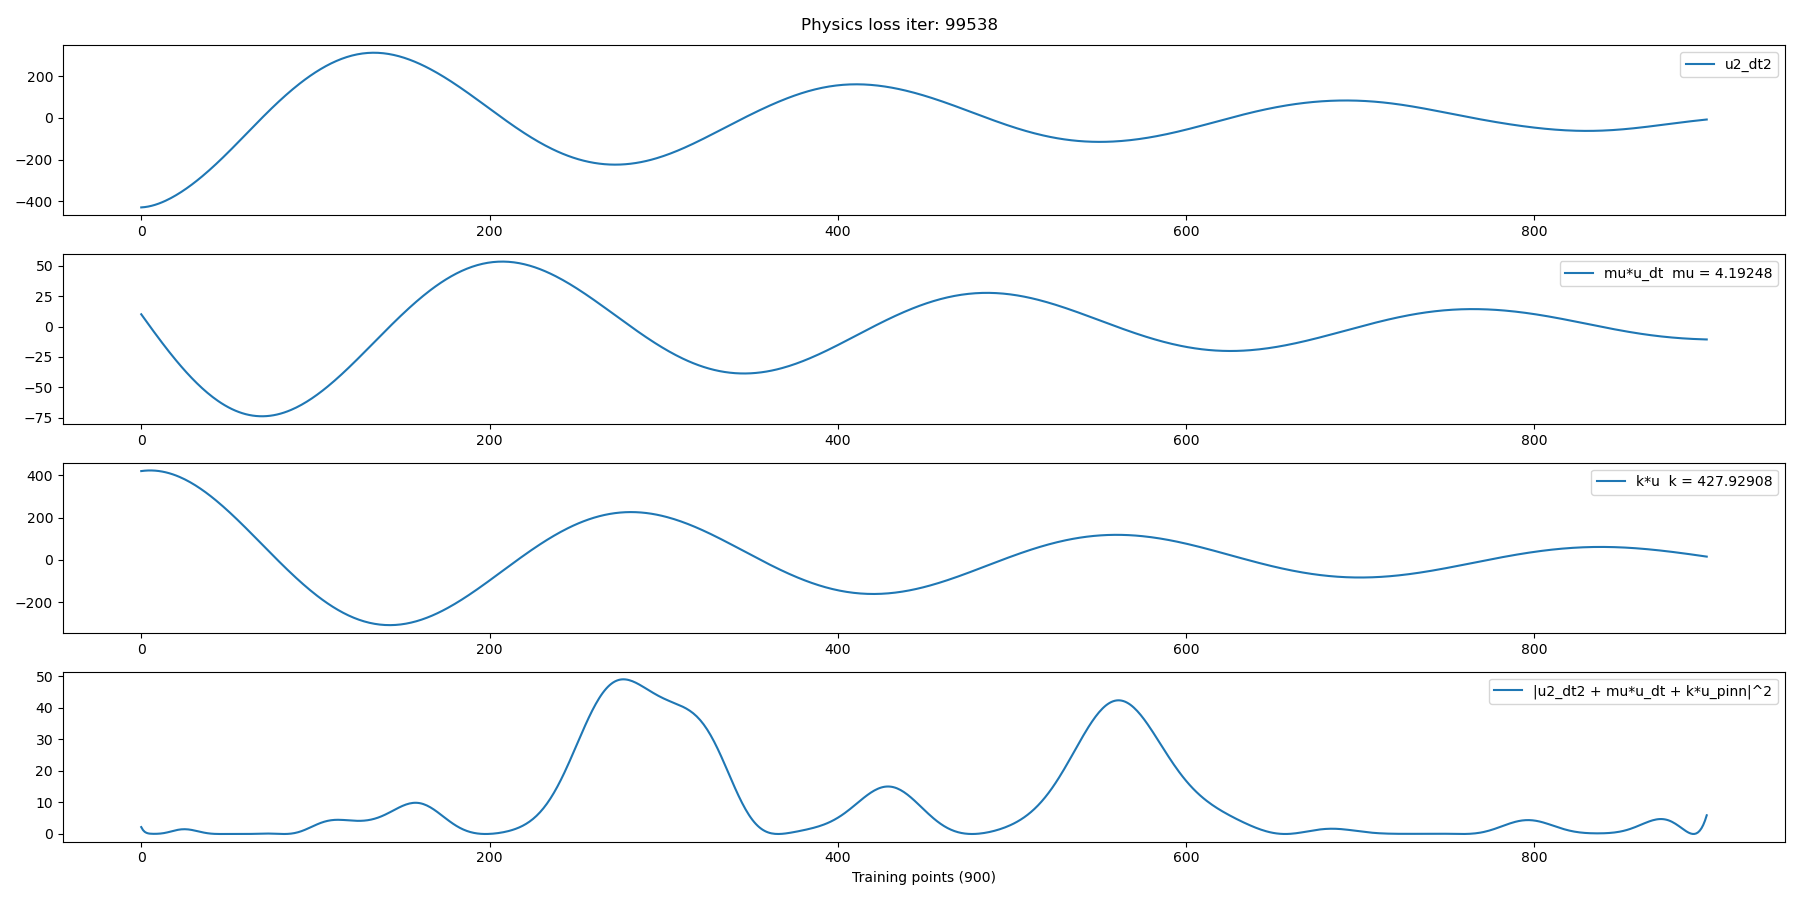 Physics loss iter: 99538
u2_dt2
200
0
−200
−400
0 200 400 600 800
mu*u_dt mu = 4.19248
50
25
0
−25
−50
−75
0 200 400 600 800
k*u k = 427.92908
400
200
0
−200
0 200 400 600 800
|u2_dt2 + mu*u_dt + k*u_pinn|^2
50
40
30
20
10
0
0 200 400 600 800
Training points (900)